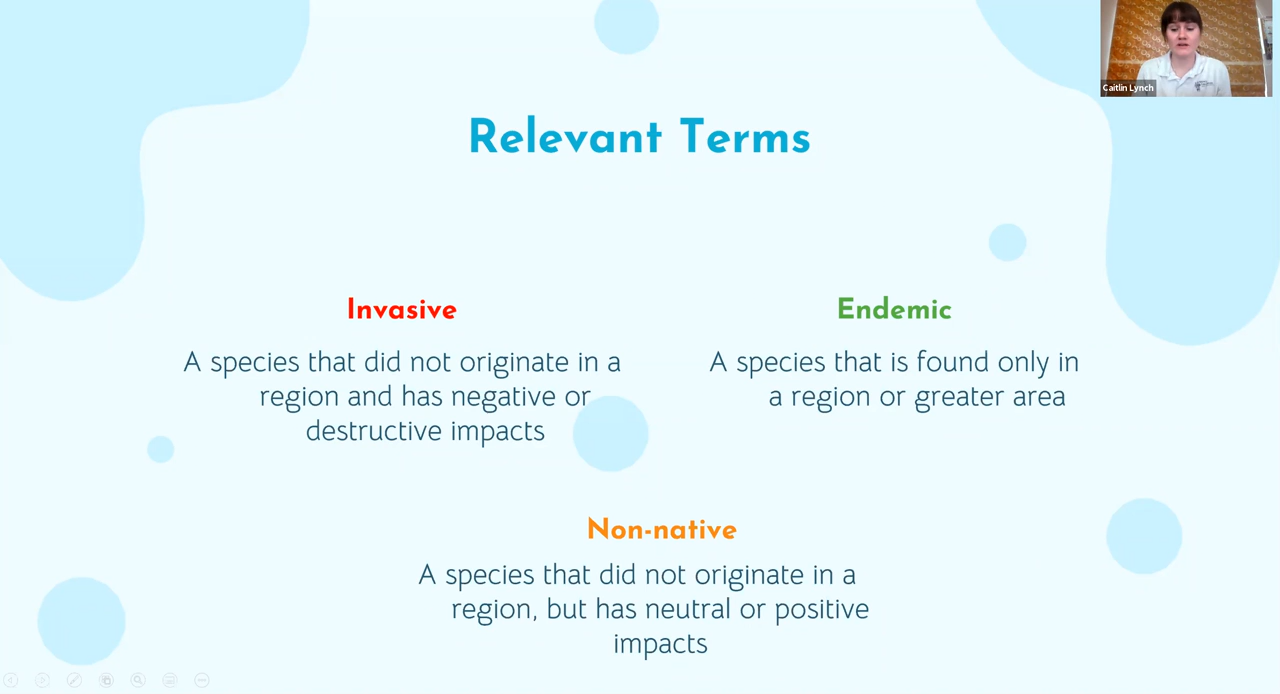 Caitlin Lynch
Relevant Terms
Invasive
A species that did not originate in a
region and has negative or
destructive impacts
Endemic
A species that is found only in
a region or greater area
Non-native
A species that did not originate in a
region, but has neutral or positive
impacts